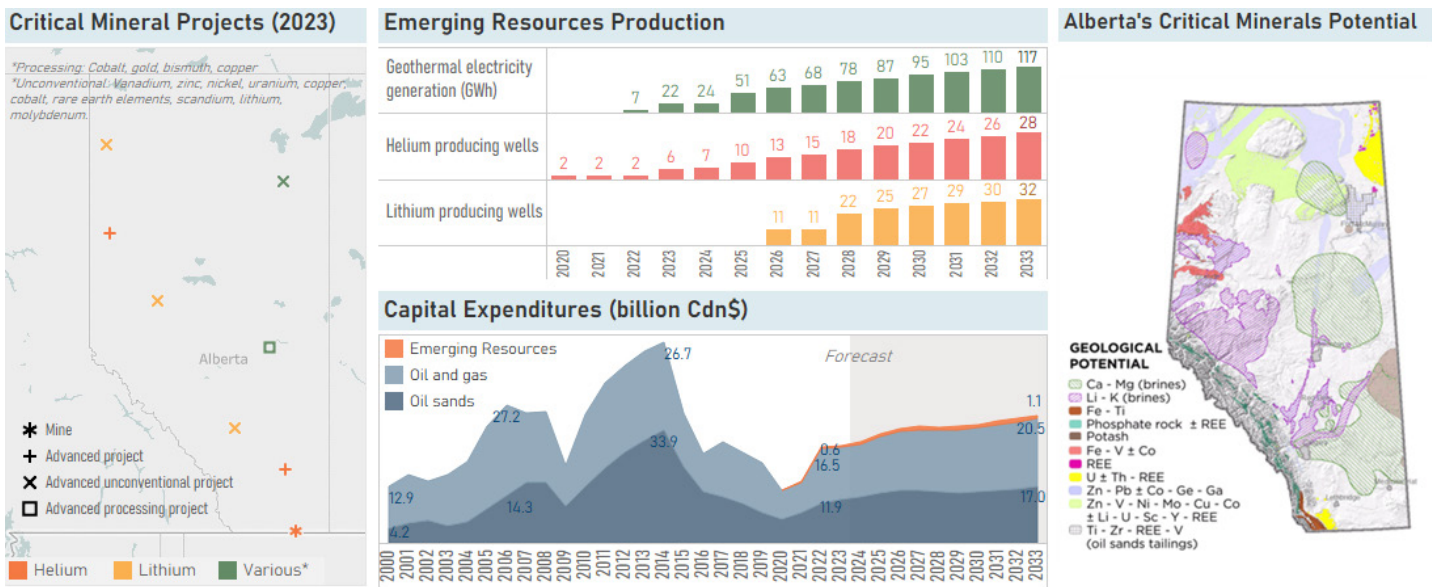 Critical Mineral Projects (2023)
*Processing: Cobalt, gold, bismuth, copper
*Unconventional: Vanadium, zinc, nickel, uranium, copper,
cobalt, rare earth elements, scandium, lithium,
molybdenum.
Alberta
Mine
Advanced project
Advanced unconventional project
Advanced processing project
Helium
Lithium
Various*
Emerging Resources Production
Geothermal electricity
generation (GWh)
7 22 24 51 63 68 78 87 95 103 110 117
Helium producing wells
2 2 2 6 7 10 13 15 18 20 22 24 26 28
Lithium producing wells
11 11 22 25 27 29 30 32
2020 2021 2022 2023 2024 2025 2026 2027 2028 2029 2030 2031 2032 2033
Capital Expenditures (billion Cdn$)
Emerging Resources
Oil and gas
Oil sands
Forecast
26.7
27.2
33.9
12.9
14.3
4.2
0.6
16.5
11.9
1.1
20.5
17.0
2000 2001 2002 2003 2004 2005 2006 2007 2008 2009 2010 2011 2012 2013 2014 2015 2016 2017 2018 2019 2020 2021 2022 2023 2024 2025 2026 2027 2028 2029 2030 2031 2032 2033
Alberta's Critical Minerals Potential
GEOLOGICAL
POTENTIAL
Ca - Mg (brines)
Li - K (brines)
Fe - Ti
Phosphate rock ± REE
Potash
Fe - V ± Co
REE
U ± Th - REE
Zn - Pb ± Co - Ge - Ga
Zn - V - Ni - Mo - Cu - Co
± Li - U - Sc - Y - REE
Ti - Zr - REE - V
(oil sands tailings)